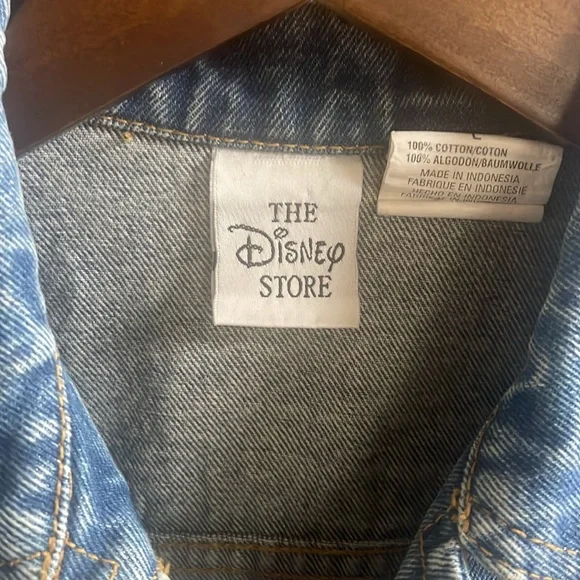 THE
DISNEY
STORE
L
100% COTTON/COTON
100% ALGODON/BAUMWOLLE
MADE IN INDONESIA
FABRIQUE EN INDONESIE
HECHO EN INDONESIA